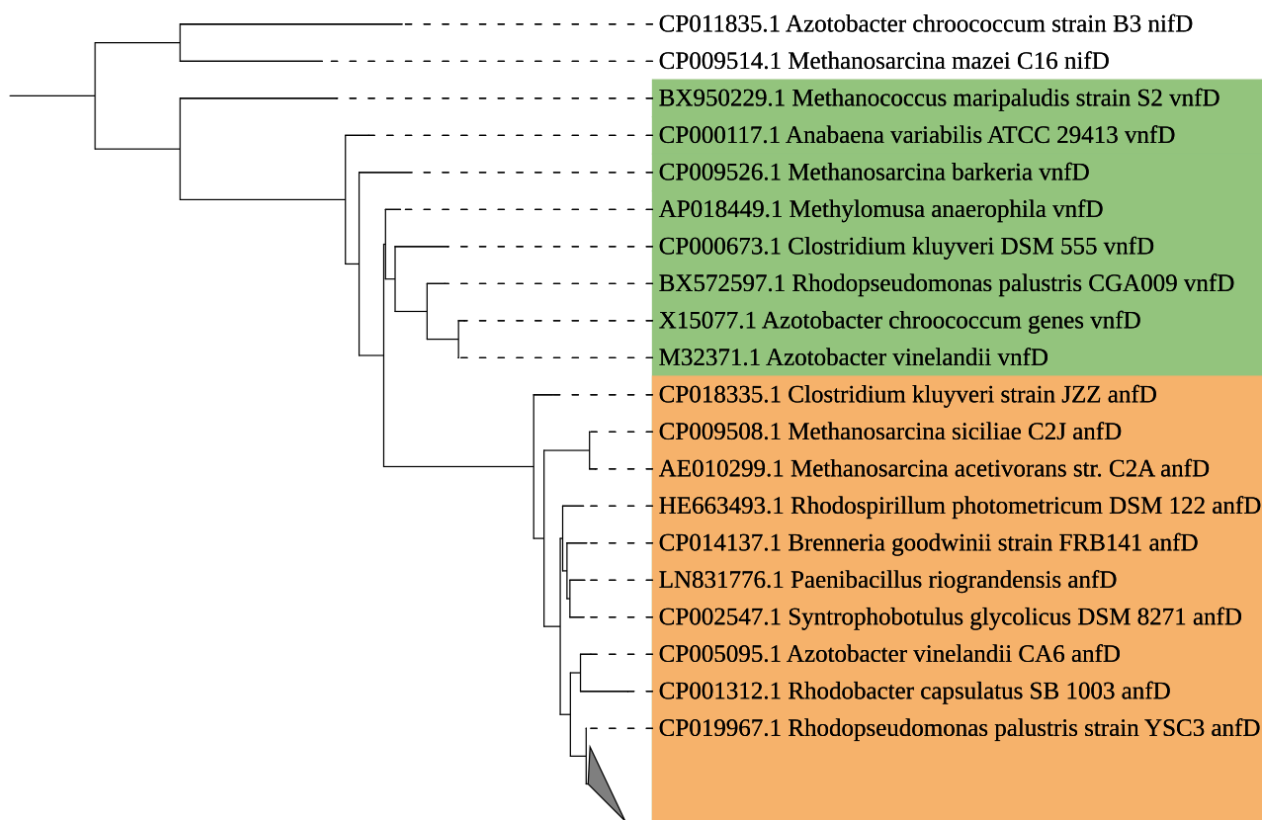 CP011835.1 Azotobacter chroococcum strain B3 nifD
CP009514.1 Methanosarcina mazei C16 nifD
BX950229.1 Methanococcus maripaludis strain S2 vnfD
CP000117.1 Anabaena variabilis ATCC 29413 vnfD
CP009526.1 Methanosarcina barkeria vnfD
AP018449.1 Methylomusa anaerophila vnfD
CP000673.1 Clostridium kluyveri DSM 555 vnfD
BX572597.1 Rhodopseudomonas palustris CGA009 vnfD
X15077.1 Azotobacter chroococcum genes vnfD
M32371.1 Azotobacter vinelandii vnfD
CP018335.1 Clostridium kluyveri strain JZZ anfD
CP009508.1 Methanosarcina siciliae C2J anfD
AE010299.1 Methanosarcina acetivorans str. C2A anfD
HE663493.1 Rhodospirillum photometricum DSM 122 anfD
CP014137.1 Brenneria goodwinii strain FRB141 anfD
LN831776.1 Paenibacillus riograndensis anfD
CP002547.1 Syntrophobotulus glycolicus DSM 8271 anfD
CP005095.1 Azotobacter vinelandii CA6 anfD
CP001312.1 Rhodobacter capsulatus SB 1003 anfD
CP019967.1 Rhodopseudomonas palustris strain YSC3 anfD